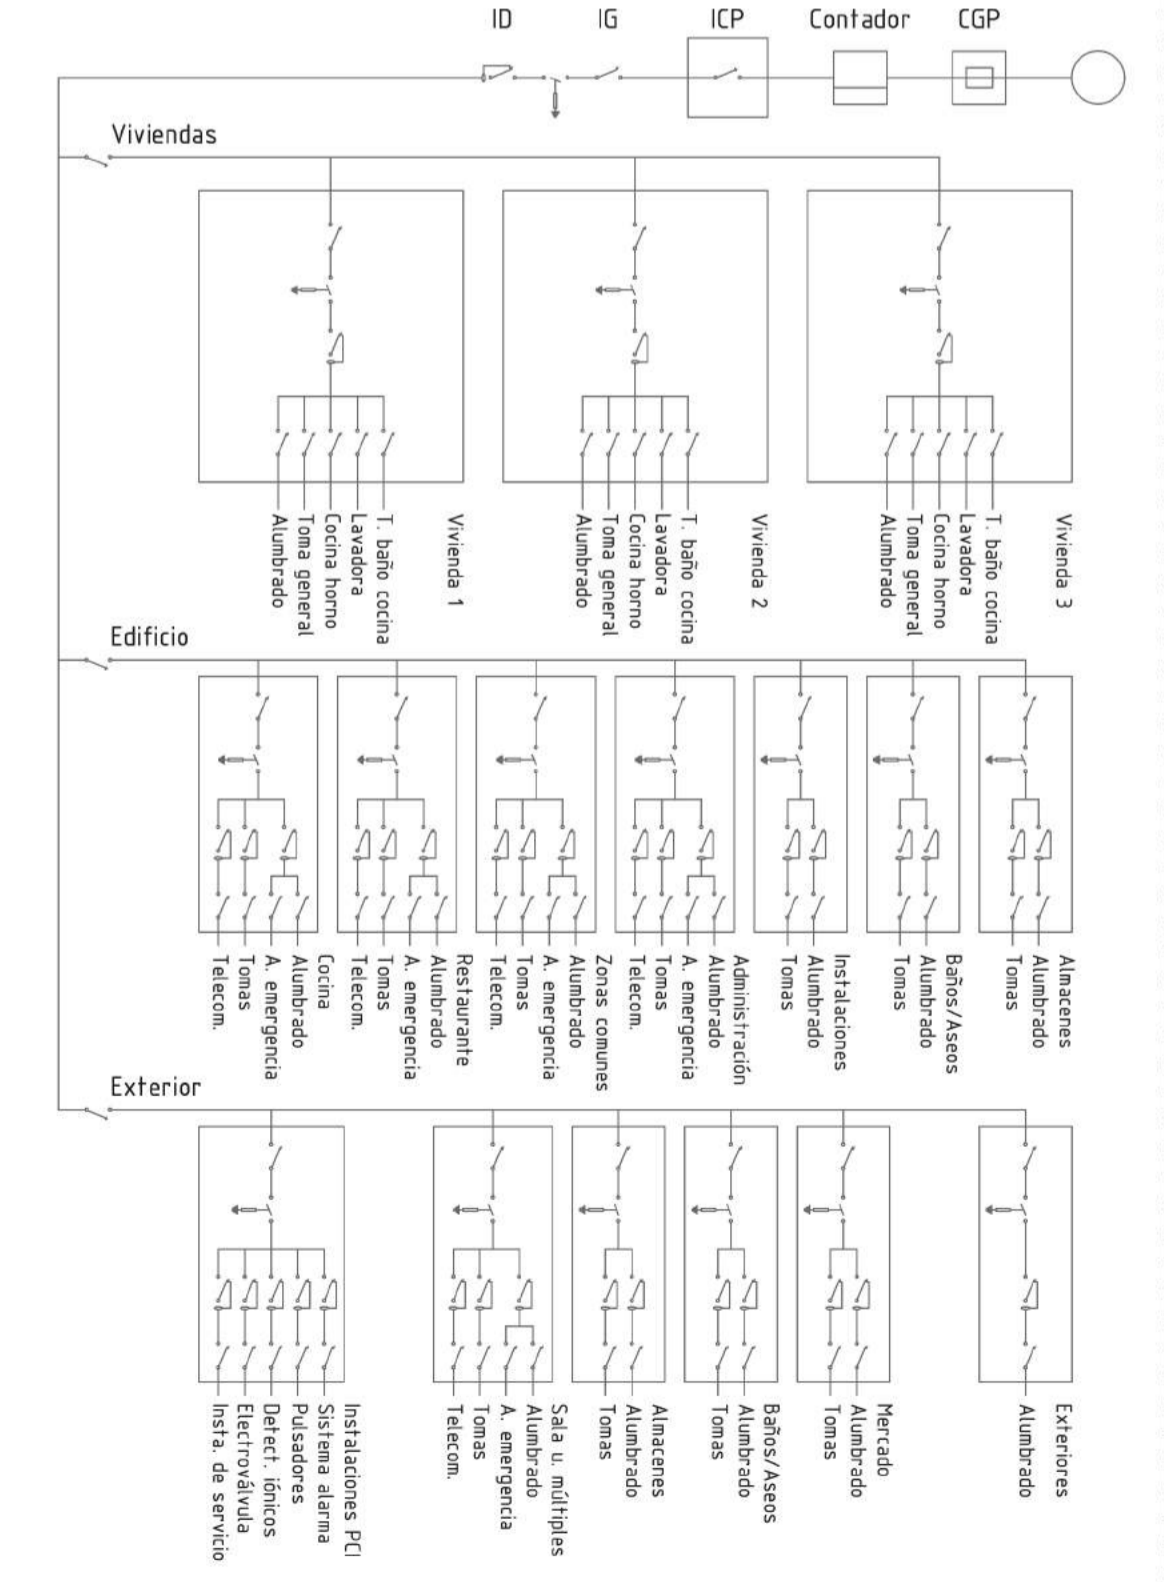 ID
IG
ICP
Contador
CGP
Viviendas
Alumbrado
Toma general
Cocina horno
Lavadora
T. baño cocina
Vivienda 1
Alumbrado
Toma general
Cocina horno
Lavadora
T. baño cocina
Vivienda 2
Alumbrado
Toma general
Cocina horno
Lavadora
T. baño cocina
Vivienda 3
Edificio
Telecom.
Tomas
A. emergencia
Alumbrado
Cocina
Telecom.
Tomas
A. emergencia
Alumbrado
Restaurante
Telecom.
Tomas
A. emergencia
Alumbrado
Zonas comunes
Telecom.
Tomas
A. emergencia
Alumbrado
Administración
Tomas
Alumbrado
Instalaciones
Tomas
Alumbrado
Baños/Aseos
Tomas
Alumbrado
Almacenes
Exterior
Insta. de servicio
Electroválvula
Detect. iónicos
Pulsadores
Sistema alarma
Instalaciones PCI
Telecom.
Tomas
A. emergencia
Alumbrado
Sala u. múltiples
Tomas
Alumbrado
Almacenes
Tomas
Alumbrado
Baños/Aseos
Tomas
Alumbrado
Mercado
Alumbrado
Exteriores